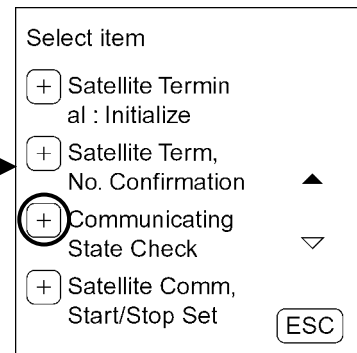 Select item
+ Satellite Termin
al : Initialize
+ Satellite Term,
No. Confirmation
+ Communicating
State Check
+ Satellite Comm,
Start/Stop Set
ESC